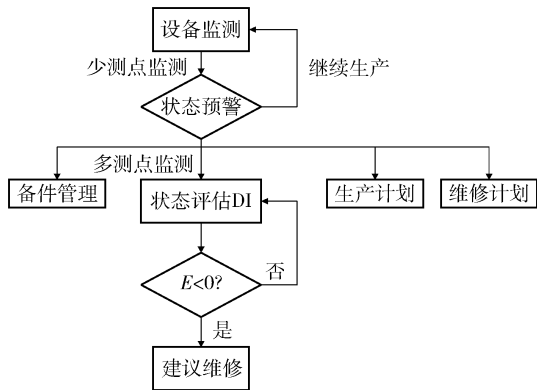 设备监测
少测点监测
继续生产
状态预警
多测点监测
备件管理
状态评估DI
生产计划
维修计划
E<0?
否
是
建议维修